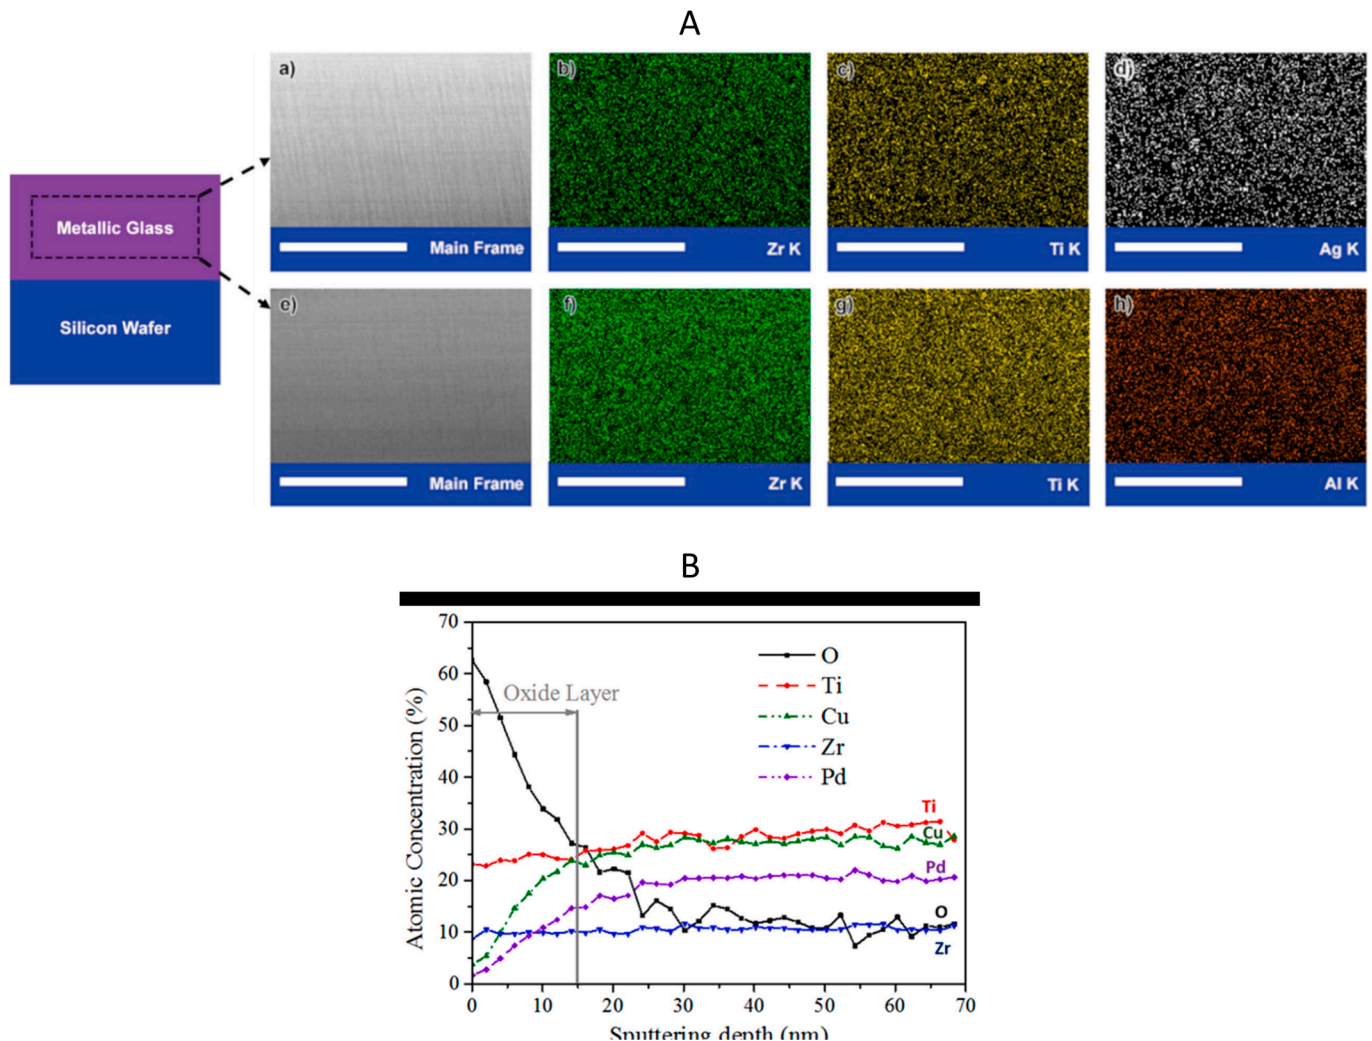 A
a)
b)
c)
d)
Main Frame
Zr K
Ti K
Ag K
Metallic Glass
Silicon Wafer
e)
f)
g)
h)
Main Frame
Zr K
Ti K
Al K
B
70
60
50
40
30
20
10
0
Atomic Concentration (%)
Oxide Layer
O
Ti
Cu
Zr
Pd
Ti
Cu
Pd
O
Zr
0 10 20 30 40 50 60 70
Sputtering depth (nm)